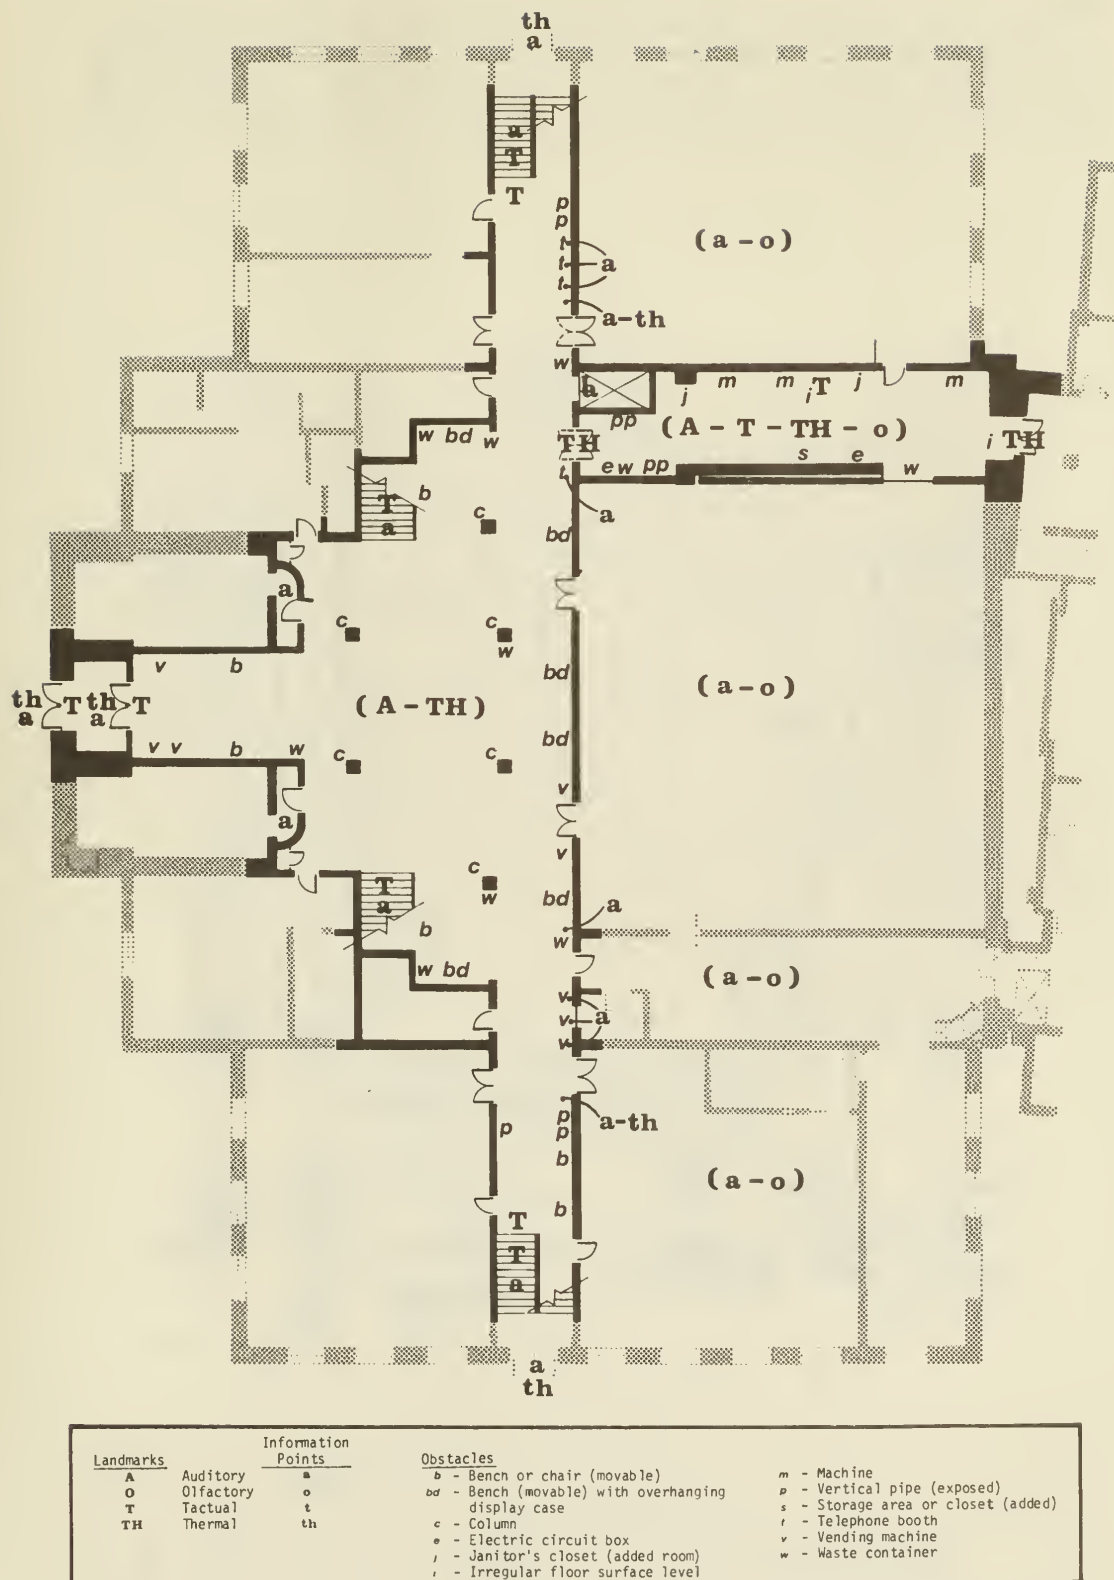 th
a
a
T
T
p
p
t
t
a
t
(a-o)
a-th
w
a
m
m
j
m
j
i
T
pp
(A-T-TH-o)
w
bd
w
TH
i
TH
t
e
w
pp
s
e
w
b
T
a
c
a
bd
a
c
c
w
v
b
bd
(a-o)
th
a
T
th
a
T
(A-TH)
bd
v
v
b
w
c
c
v
a
v
T
a
c
w
bd
a
b
w
w
bd
(a-o)
v
v
a
v
a-th
p
p
p
b
(a-o)
b
T
T
a
a
th
Landmarks
Information Points
A Auditory a
O Olfactory o
T Tactual t
TH Thermal th
Obstacles
b - Bench or chair (movable)
bd - Bench (movable) with overhanging
display case
c - Column
e - Electric circuit box
j - Janitor's closet (added room)
i - Irregular floor surface level
m - Machine
p - Vertical pipe (exposed)
s - Storage area or closet (added)
t - Telephone booth
v - Vending machine
w - Waste container